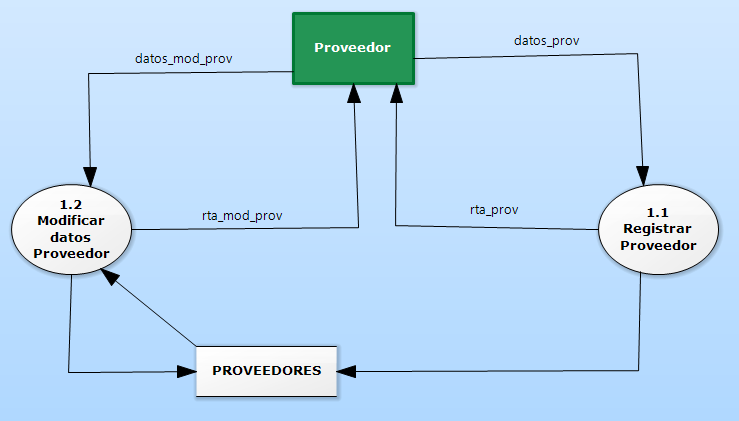 Proveedor
datos_mod_prov
datos_prov
1.2
Modificar
datos
Proveedor
rta_mod_prov
rta_prov
1.1
Registrar
Proveedor
PROVEEDORES